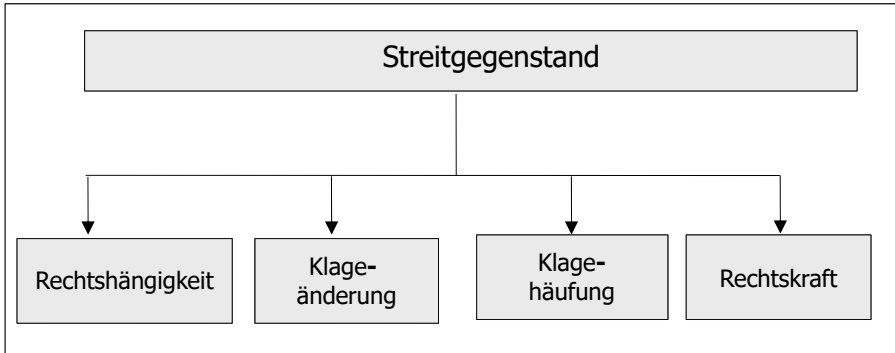 Streitgegenstand
Rechtshängigkeit
Klage-
änderung
Klage-
häufung
Rechtskraft